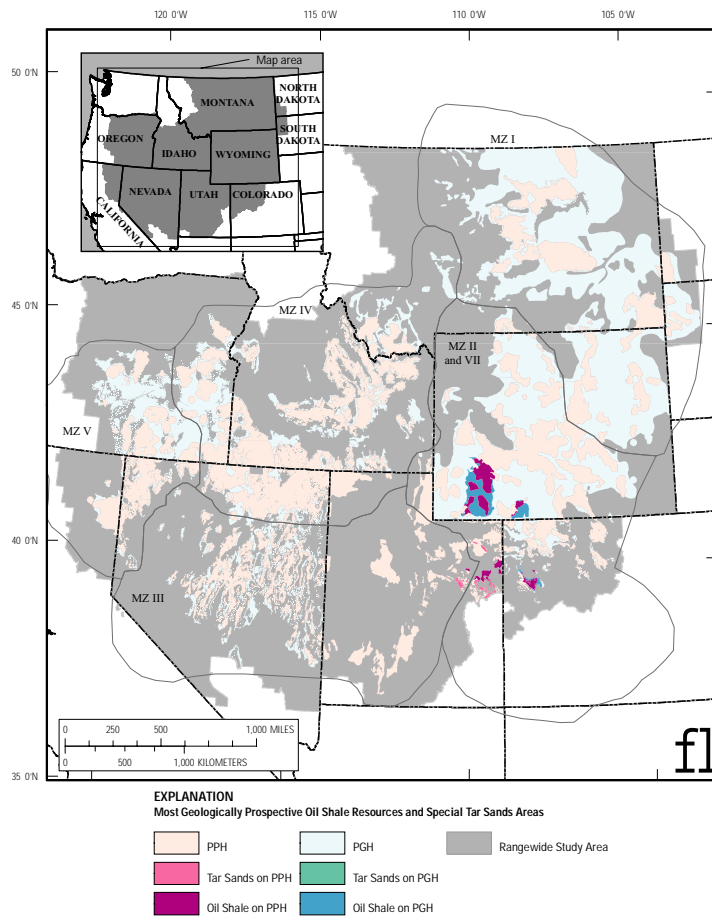 120 0'W 115 0'W 110 0'W 105 0'W
50 0'N
Map area
NORTH
DAKOTA
MONTANA
SOUTH
DAKOTA
OREGON
IDAHO
WYOMING
NEVADA
UTAH
COLORADO
CALIFORNIA
MZ I
45 0'N
MZ IV
MZ II
and VII
MZ V
40 0'N
MZ III
0 250 500 1,000 MILES
0 500 1,000 KILOMETERS
fl
35 0'N
EXPLANATION
Most Geologically Prospective Oil Shale Resources and Special Tar Sands Areas
PPH PGH Rangewide Study Area
Tar Sands on PPH Tar Sands on PGH
Oil Shale on PPH Oil Shale on PGH